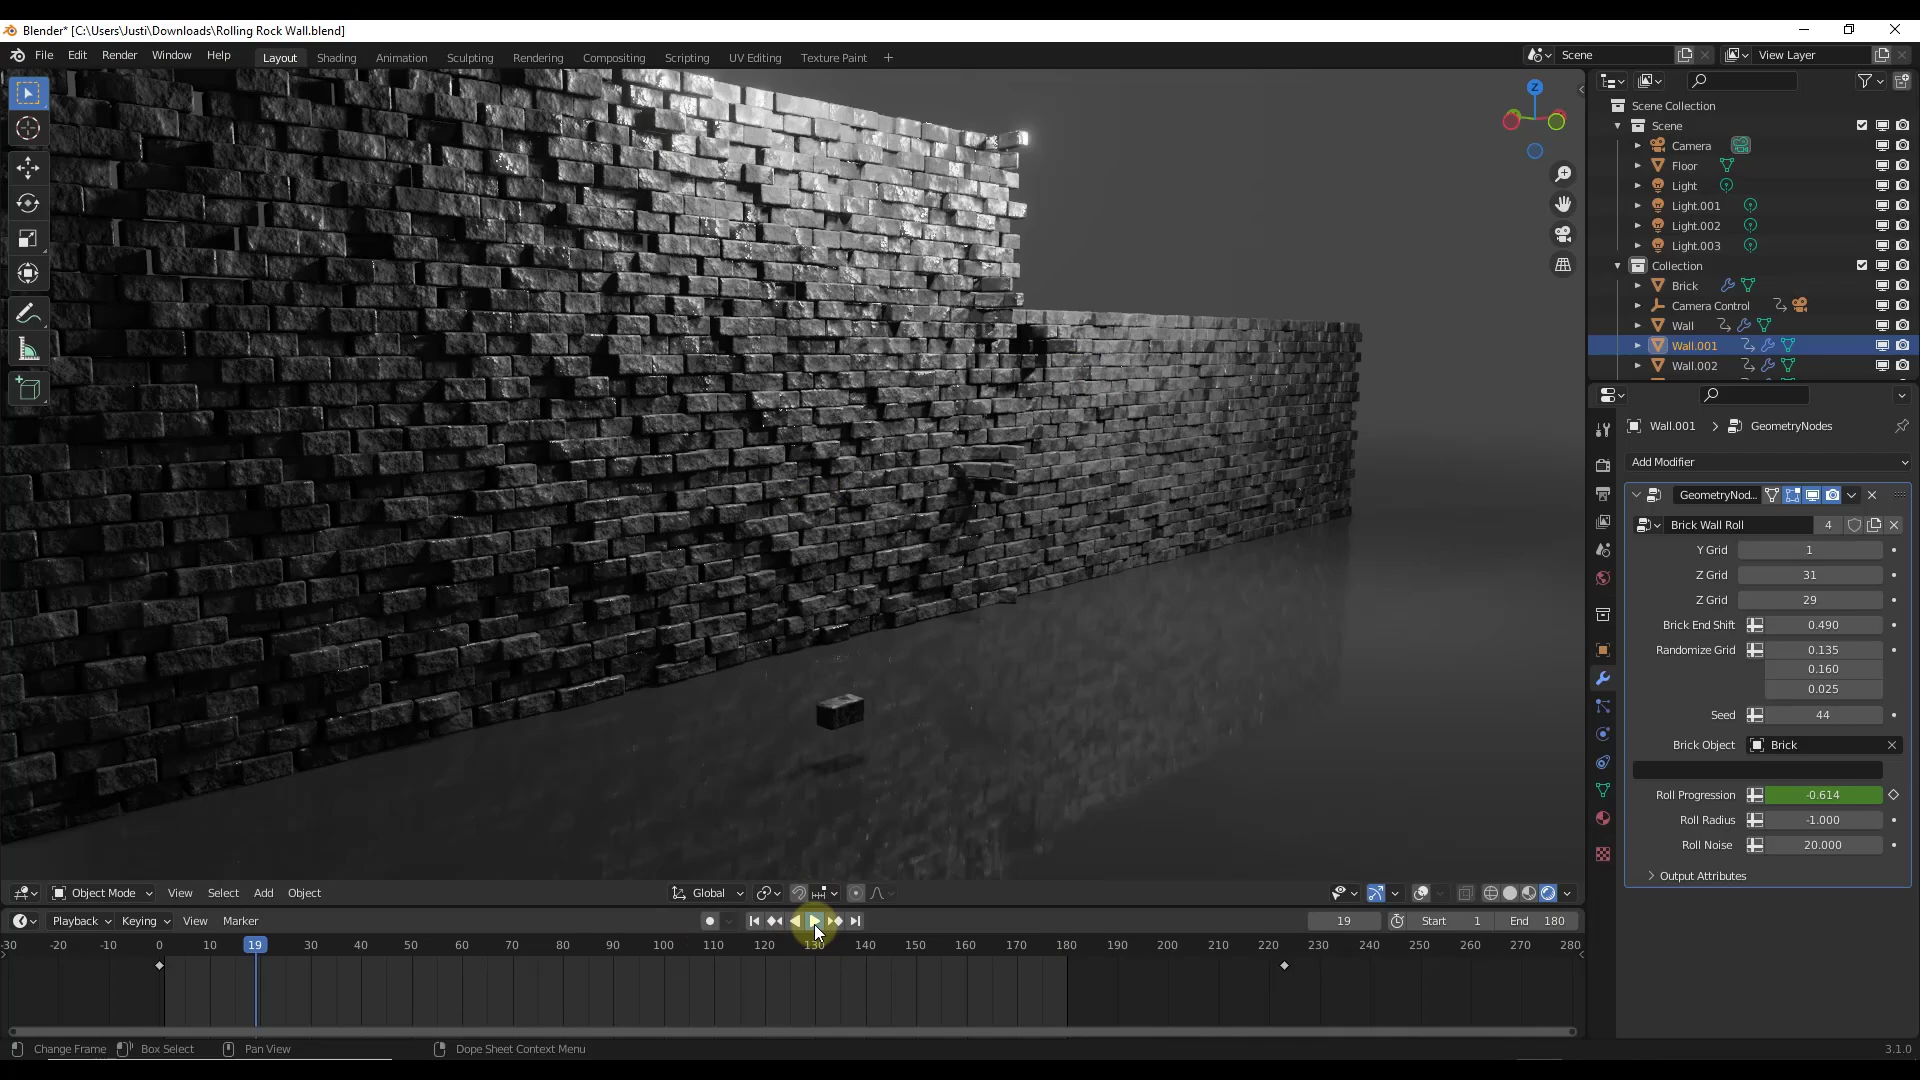 Blender* [C:\Users\Justi\Downloads\Rolling Rock Wall.blend]
File Edit Render Window Help Layout Shading Animation Sculpting Rendering Compositing Scripting UV Editing Texture Paint + Scene View Layer
Z
Scene Collection
Scene
Camera
Floor
Light
Light.001
Light.002
Light.003
Collection
Brick
Camera Control
Wall
Wall.001
Wall.002
Wall.001 > GeometryNodes
Add Modifier
GeometryNod...
Brick Wall Roll 4
Y Grid 1
Z Grid 31
Z Grid 29
Brick End Shift 0.490
Randomize Grid 0.135
0.160
0.025
Seed 44
Brick Object Brick
Roll Progression -0.614
Roll Radius -1.000
Roll Noise 20.000
Output Attributes
Object Mode View Select Add Object Global
Playback Keying View Marker 19 Start 1 End 180
-30 -20 -10 0 10 19 30 40 50 60 70 80 90 100 110 120 130 140 150 160 170 180 190 200 210 220 230 240 250 260 270 280
Change Frame Box Select Pan View Dope Sheet Context Menu 3.1.0